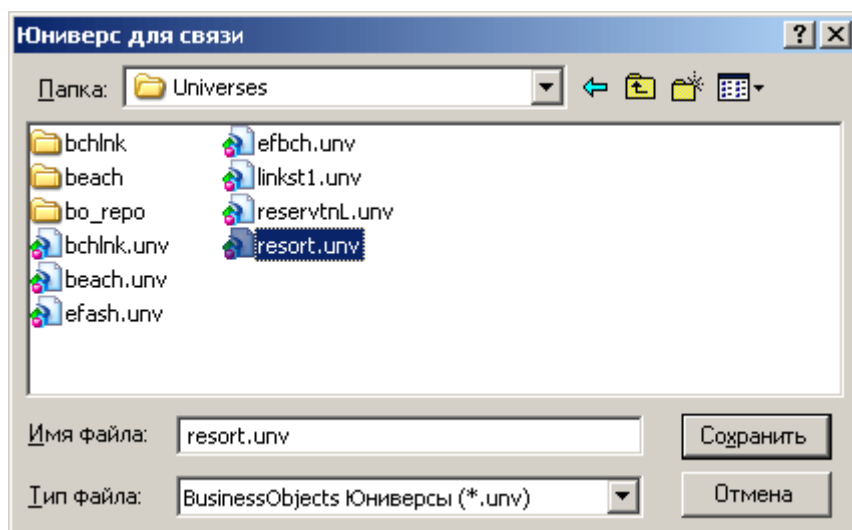 Юниверс для связи
Папка: Universes
bchlnk
beach
bo_repo
bchlnk.unv
beach.unv
efash.unv
efbch.unv
linkst1.unv
reservtnL.unv
resort.unv
Имя файла: resort.unv
Сохранить
Тип файла: BusinessObjects Юниверсы (*.unv)
Отмена